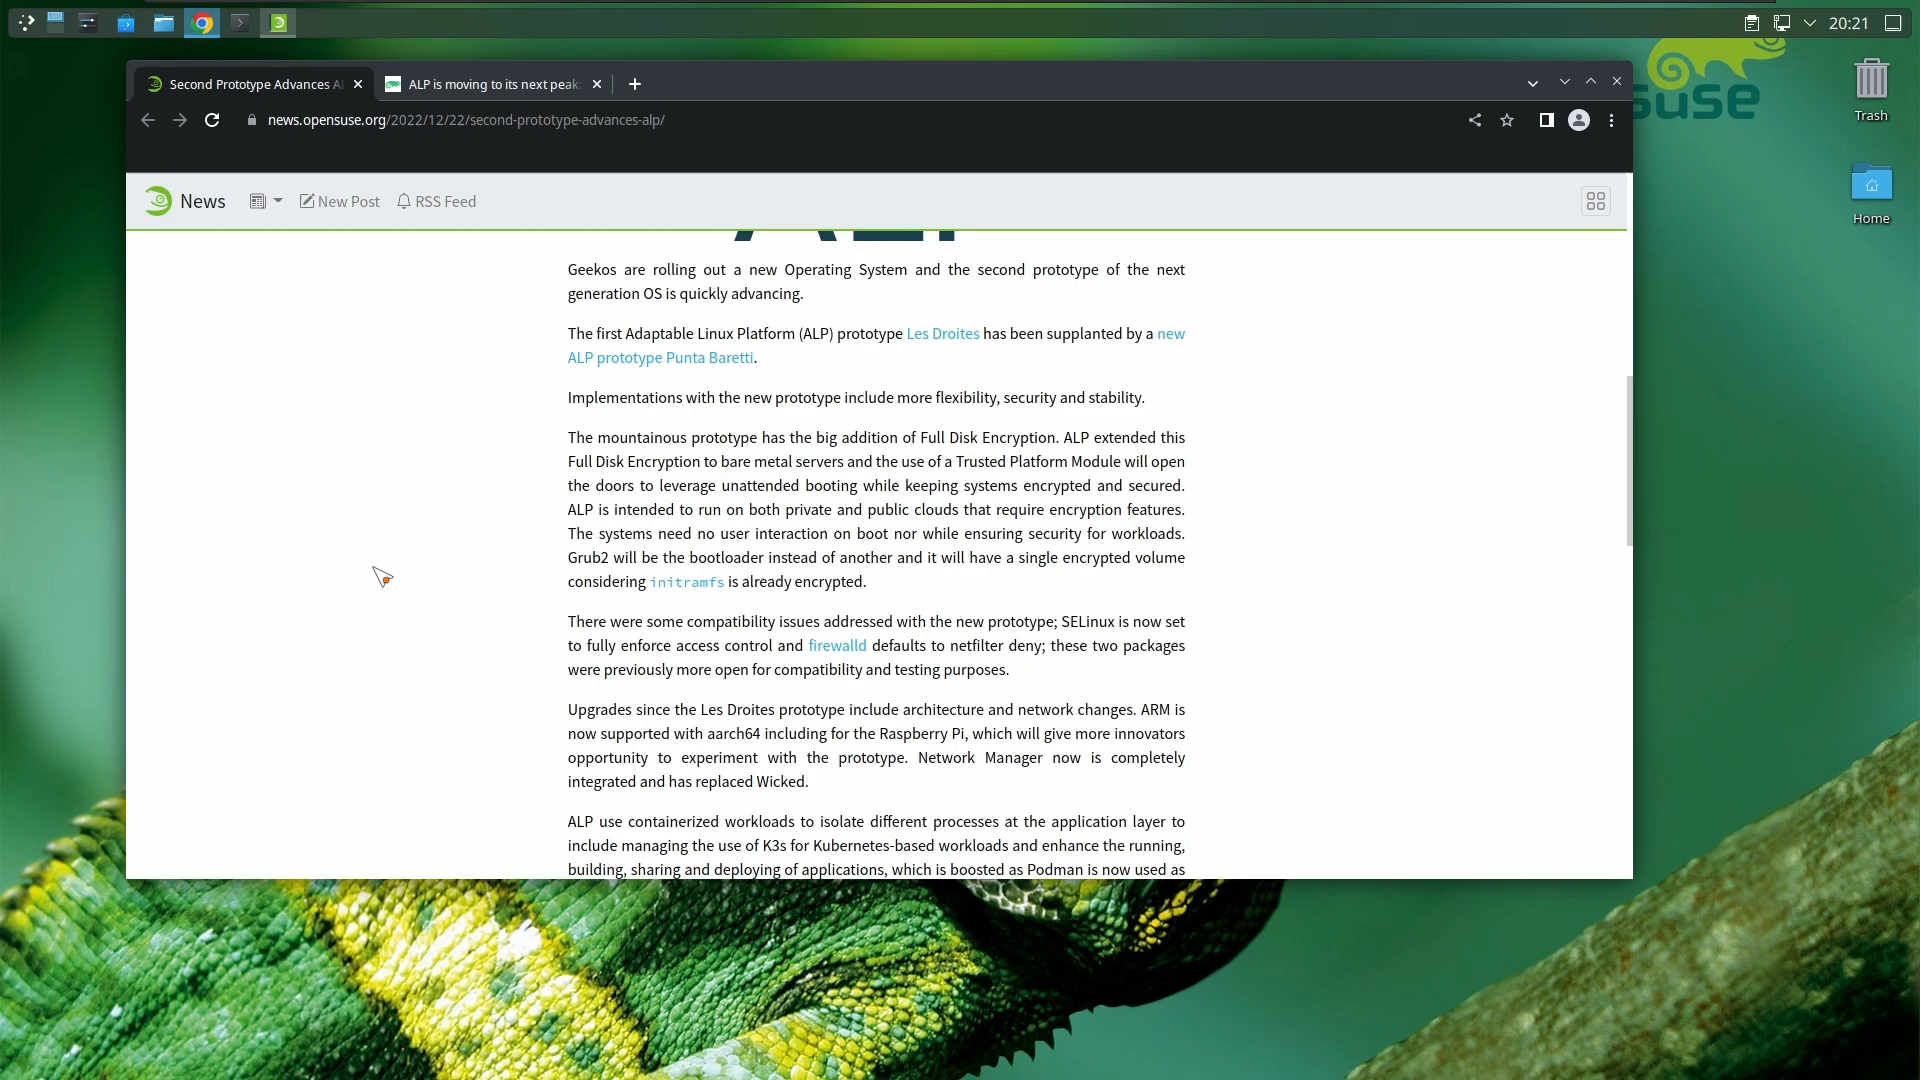 20:21
suse
Trash
Home
Second Prototype Advances Al
ALP is moving to its next peak:
news.opensuse.org/2022/12/22/second-prototype-advances-alp/
News New Post RSS Feed
Geekos are rolling out a new Operating System and the second prototype of the next
generation OS is quickly advancing.
The first Adaptable Linux Platform (ALP) prototype Les Droites has been supplanted by a new
ALP prototype Punta Baretti.
Implementations with the new prototype include more flexibility, security and stability.
The mountainous prototype has the big addition of Full Disk Encryption. ALP extended this
Full Disk Encryption to bare metal servers and the use of a Trusted Platform Module will open
the doors to leverage unattended booting while keeping systems encrypted and secured.
ALP is intended to run on both private and public clouds that require encryption features.
The systems need no user interaction on boot nor while ensuring security for workloads.
Grub2 will be the bootloader instead of another and it will have a single encrypted volume
considering initramfs is already encrypted.
There were some compatibility issues addressed with the new prototype; SELinux is now set
to fully enforce access control and firewalld defaults to netfilter deny; these two packages
were previously more open for compatibility and testing purposes.
Upgrades since the Les Droites prototype include architecture and network changes. ARM is
now supported with aarch64 including for the Raspberry Pi, which will give more innovators
opportunity to experiment with the prototype. Network Manager now is completely
integrated and has replaced Wicked.
ALP use containerized workloads to isolate different processes at the application layer to
include managing the use of K3s for Kubernetes-based workloads and enhance the running,
building, sharing and deploying of applications, which is boosted as Podman is now used as